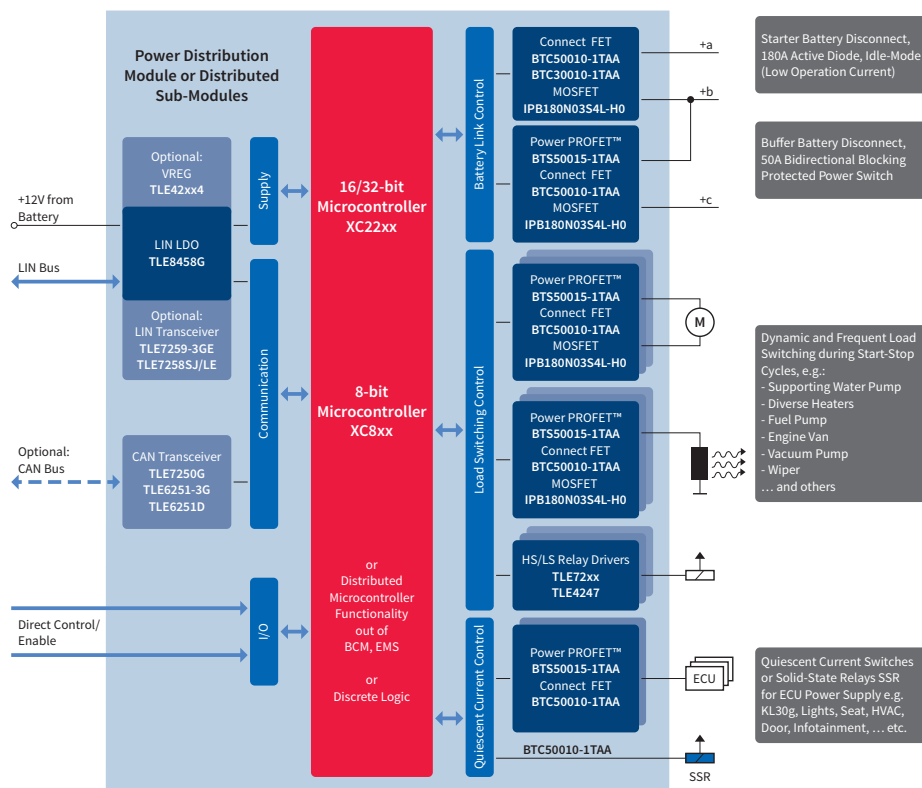 Power Distribution
Module or Distributed
Sub-Modules
+12V from
Battery
LIN Bus
Optional:
CAN Bus
Direct Control/
Enable
Optional:
VREG
TLE42xx4
LIN LDO
TLE8458G
Optional:
LIN Transceiver
TLE7259-3GE
TLE7258SJ/LE
CAN Transceiver
TLE7250G
TLE6251-3G
TLE6251D
Supply
Communication
I/O
16/32-bit
Microcontroller
XC22xx
8-bit
Microcontroller
XC8xx
or
Distributed
Microcontroller
Functionality
out of
BCM, EMS
or
Discrete Logic
Battery Link Control
Load Switching Control
Quiescent Current Control
Connect FET
BTC50010-1TAA
BTC30010-1TAA
MOSFET
IPB180N03S4L-H0
Power PROFET™
BTS50015-1TAA
Connect FET
BTC50010-1TAA
MOSFET
IPB180N03S4L-H0
Power PROFET™
BTS50015-1TAA
Connect FET
BTC50010-1TAA
MOSFET
IPB180N03S4L-H0
Power PROFET™
BTS50015-1TAA
Connect FET
BTC50010-1TAA
MOSFET
IPB180N03S4L-H0
HS/LS Relay Drivers
TLE72xx
TLE4247
Power PROFET™
BTS50015-1TAA
Connect FET
BTC50010-1TAA
BTC50010-1TAA
+a
+b
+c
M
ECU
SSR
Starter Battery Disconnect,
180A Active Diode, Idle-Mode
(Low Operation Current)
Buffer Battery Disconnect,
50A Bidirectional Blocking
Protected Power Switch
Dynamic and Frequent Load
Switching during Start-Stop
Cycles, e.g.:
- Supporting Water Pump
- Diverse Heaters
- Fuel Pump
- Engine Van
- Vacuum Pump
- Wiper
… and others
Quiescent Current Switches
or Solid-State Relays SSR
for ECU Power Supply e.g.
KL30g, Lights, Seat, HVAC,
Door, Infotainment, … etc.